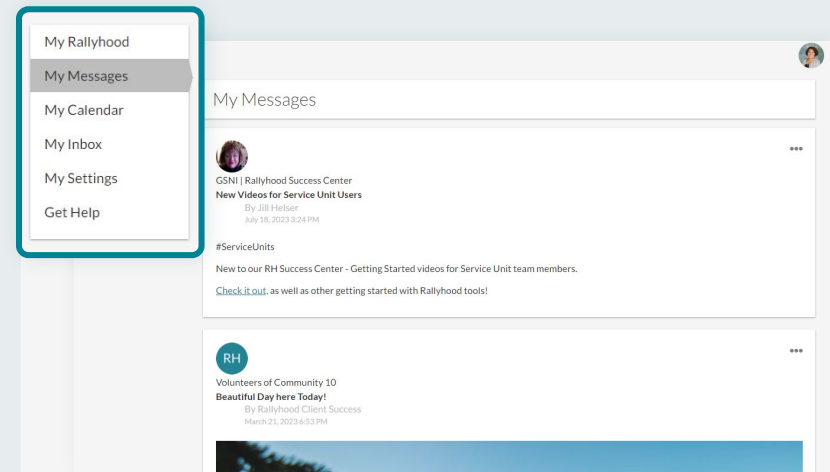 My Rallyhood
My Messages
My Calendar
My Inbox
My Settings
Get Help
My Messages
GSNI | Rallyhood Success Center
New Videos for Service Unit Users
By Jill Helser
July 18, 2023 3:24 PM
#ServiceUnits
New to our RH Success Center - Getting Started videos for Service Unit team members.
Check it out, as well as other getting started with Rallyhood tools!
RH
Volunteers of Community 10
Beautiful Day here Today!
By Rallyhood Client Success
March 21, 2023 6:53 PM